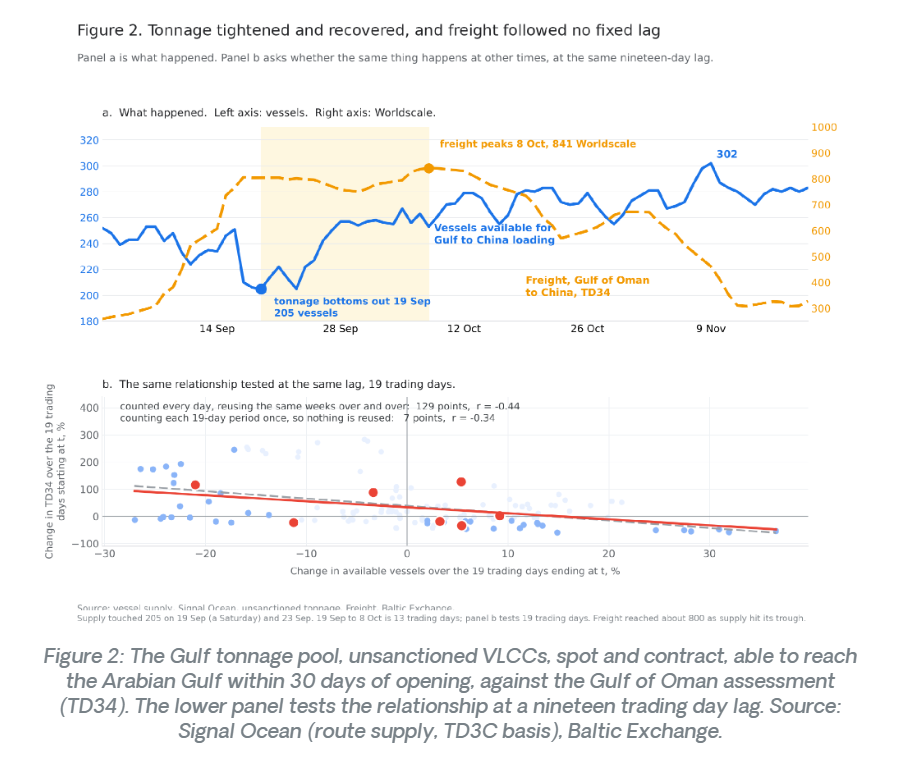 Figure 2. Tonnage tightened and recovered, and freight followed no fixed lag
Panel a is what happened. Panel b asks whether the same thing happens at other times, at the same nineteen-day lag.
a. What happened. Left axis: vessels. Right axis: Worldscale.
320
300
280
260
240
220
200
180
1000
900
800
700
600
500
400
300
freight peaks 8 Oct, 841 Worldscale
302
Vessels available for
Gulf to China loading
Freight, Gulf of Oman
to China, TD34
tonnage bottoms out 19 Sep
205 vessels
14 Sep
28 Sep
12 Oct
26 Oct
9 Nov
b. The same relationship tested at the same lag, 19 trading days.
counted every day, reusing the same weeks over and over: 129 points, r = -0.44
counting each 19-day period once, so nothing is reused: 7 points, r = -0.34
Change in TD34 over the 19 trading
days starting at t, %
400
300
200
100
0
−100
−30
−20
−10
0
10
20
30
Change in available vessels over the 19 trading days ending at t, %
Source: vessel supply, Signal Ocean, unsanctioned tonnage. Freight, Baltic Exchange.
Supply touched 205 on 19 Sep (a Saturday) and 23 Sep. 19 Sep to 8 Oct is 13 trading days; panel b tests 19 trading days. Freight reached about 800 as supply hit its trough.
Figure 2: The Gulf tonnage pool, unsanctioned VLCCs, spot and contract, able to reach
the Arabian Gulf within 30 days of opening, against the Gulf of Oman assessment
(TD34). The lower panel tests the relationship at a nineteen trading day lag. Source:
Signal Ocean (route supply, TD3C basis), Baltic Exchange.